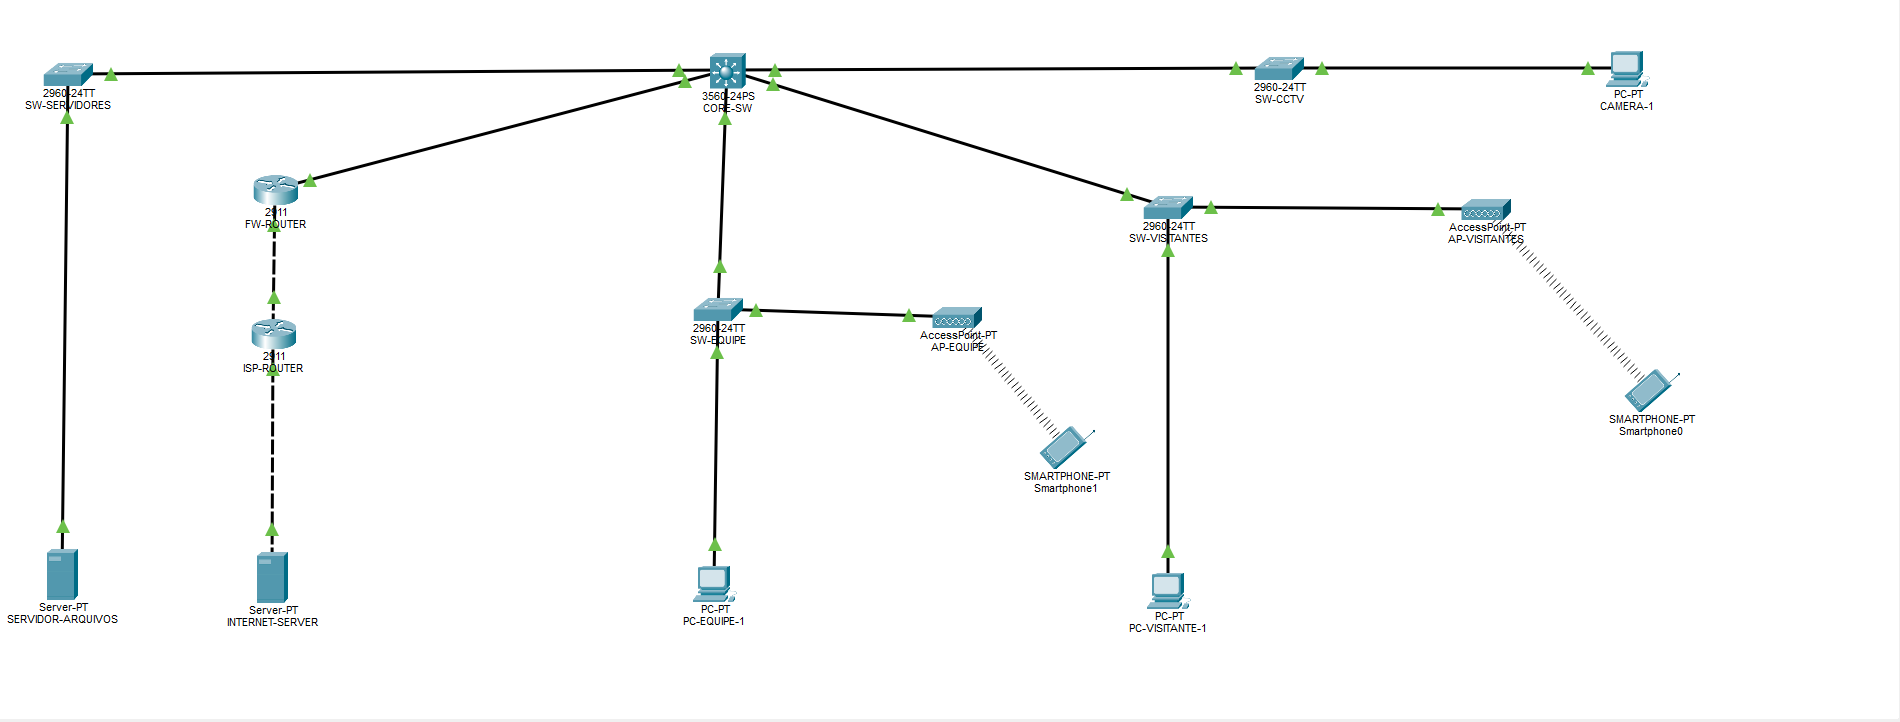 2960-24TT
SW-SERVIDORES
3560-24PS
CORE-SW
2960-24TT
SW-CCTV
PC-PT
CAMERA-1
2911
FW-ROUTER
2960-24TT
SW-VISITANTES
AccessPoint-PT
AP-VISITANTES
2911
ISP-ROUTER
2960-24TT
SW-EQUIPE
AccessPoint-PT
AP-EQUIPE
SMARTPHONE-PT
Smartphone0
SMARTPHONE-PT
Smartphone1
Server-PT
SERVIDOR-ARQUIVOS
Server-PT
INTERNET-SERVER
PC-PT
PC-EQUIPE-1
PC-PT
PC-VISITANTE-1